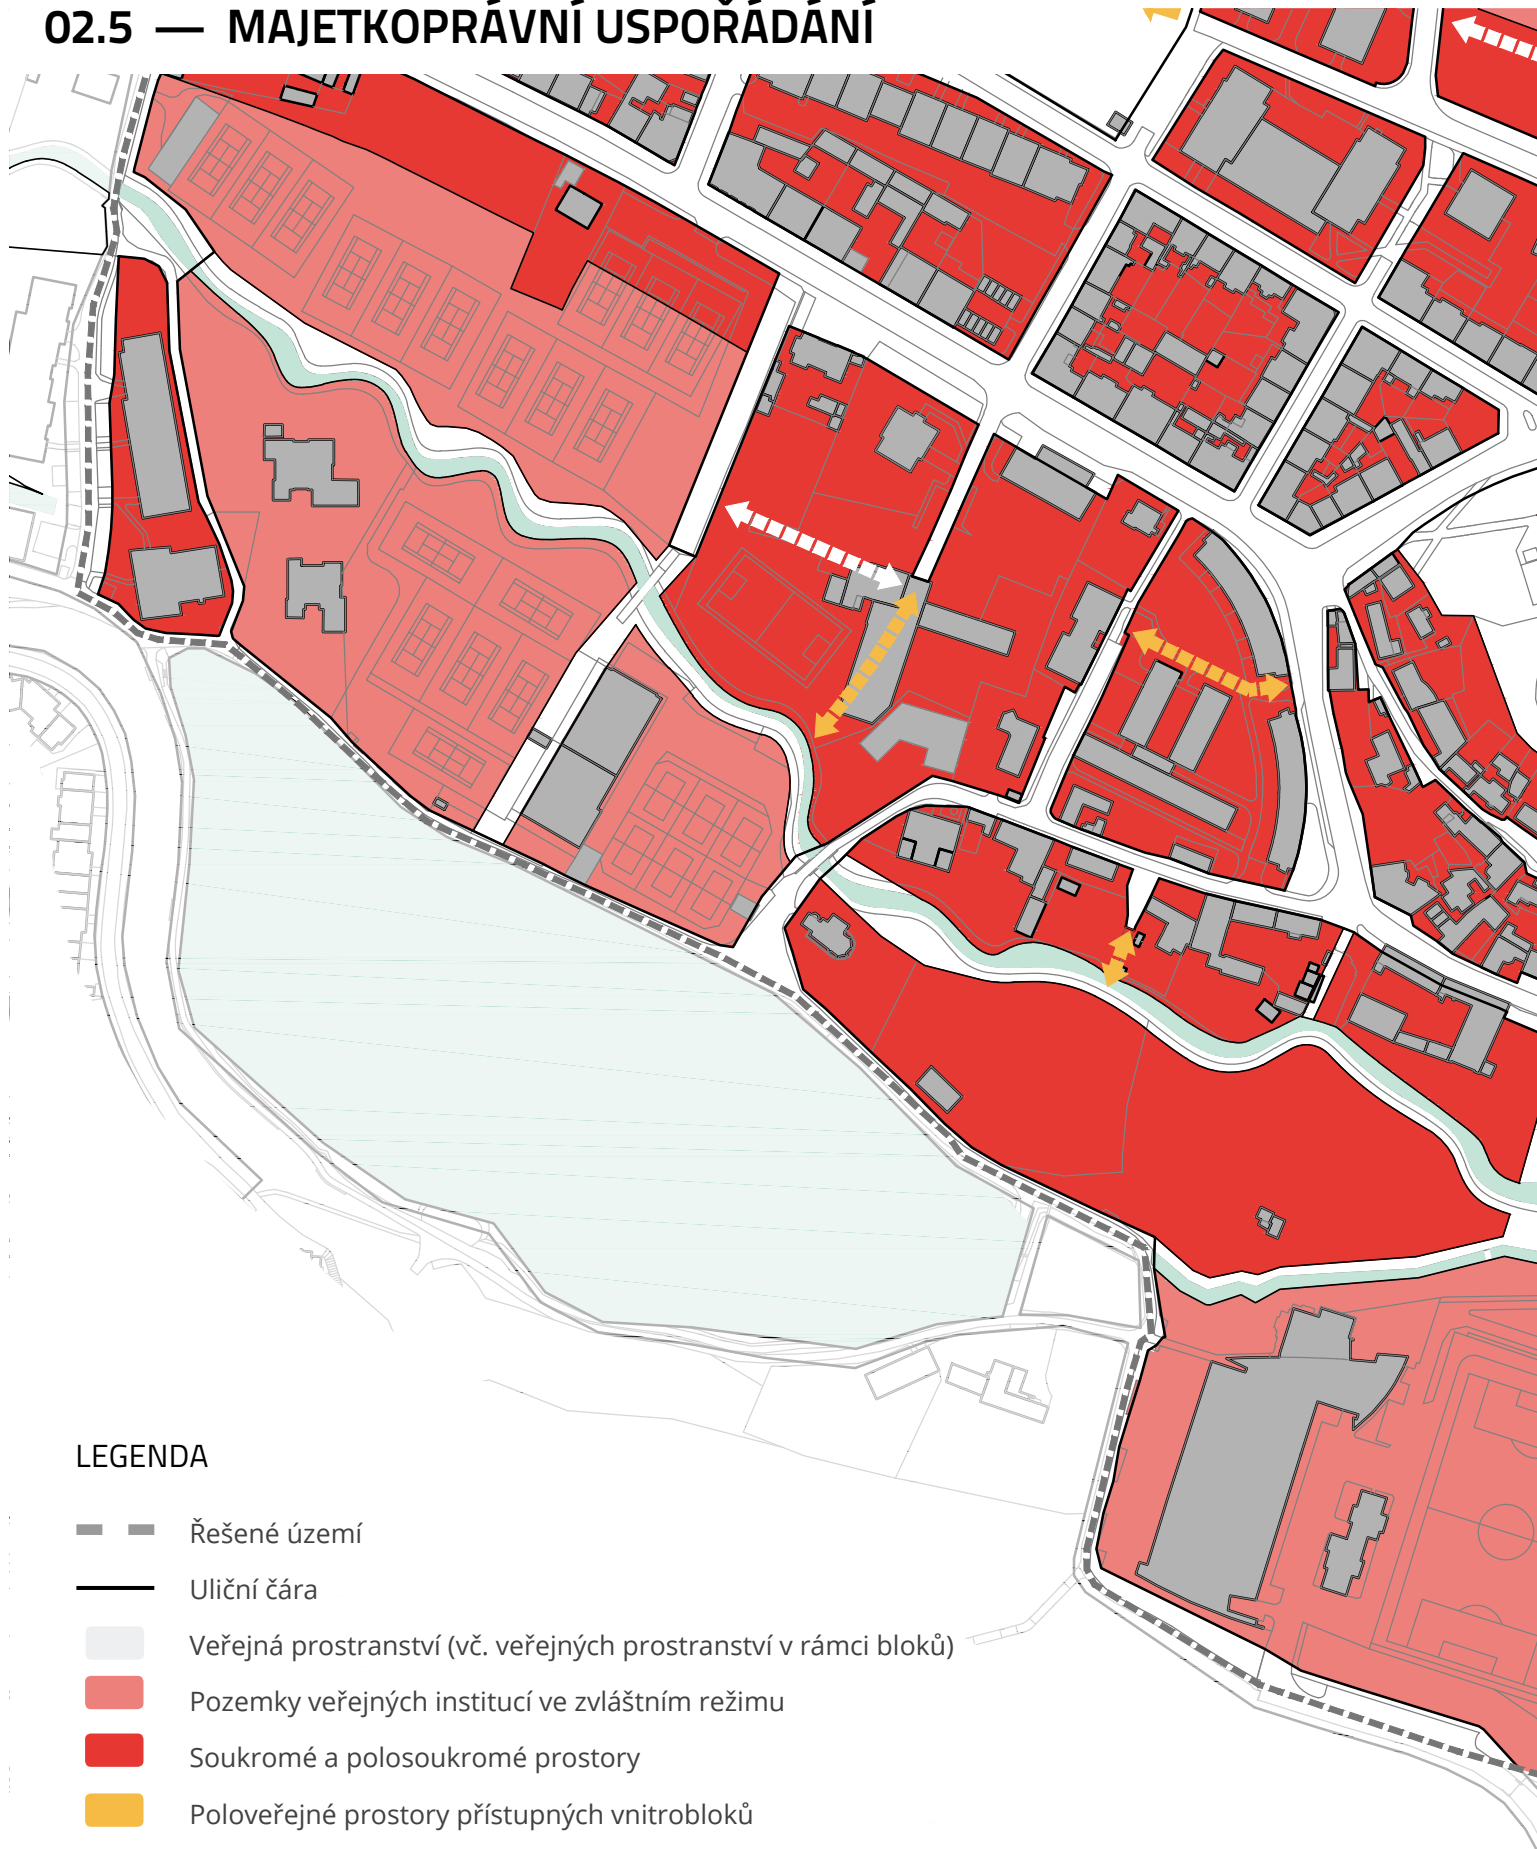 02.5 — MAJETKOPRÁVNÍ USPOŘÁDÁNÍ
LEGENDA
Řešené území
Uliční čára
Veřejná prostranství (vč. veřejných prostranství v rámci bloků)
Pozemky veřejných institucí ve zvláštním režimu
Soukromé a polosoukromé prostory
Poloveřejné prostory přístupných vnitrobloků